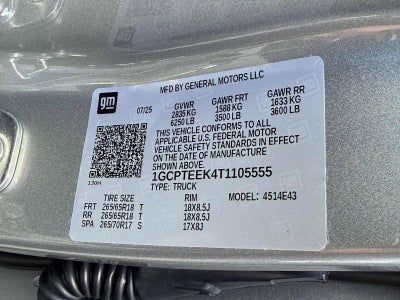 MFD BY GENERAL MOTORS LLC
gm
07/25 GVWR GAWR FRT GAWR RR
2835 KG 1588 KG 1633 KG
6250 LB 3500 LB 3600 LB
THIS VEHICLE CONFORMS TO ALL
APPLICABLE U.S. FEDERAL MOTOR
VEHICLE SAFETY STANDARDS IN EFFECT
ON THE DATE OF MANUFACTURE
SHOWN ABOVE.
1GCPTEEK4T1105555
TYPE: TRUCK
TIRE SIZE RIM MODEL: 4514E43
FRT 265/65R18 T 18X8.5J
RR 265/65R18 T 18X8.5J
SPA 265/70R17 S 17X8J